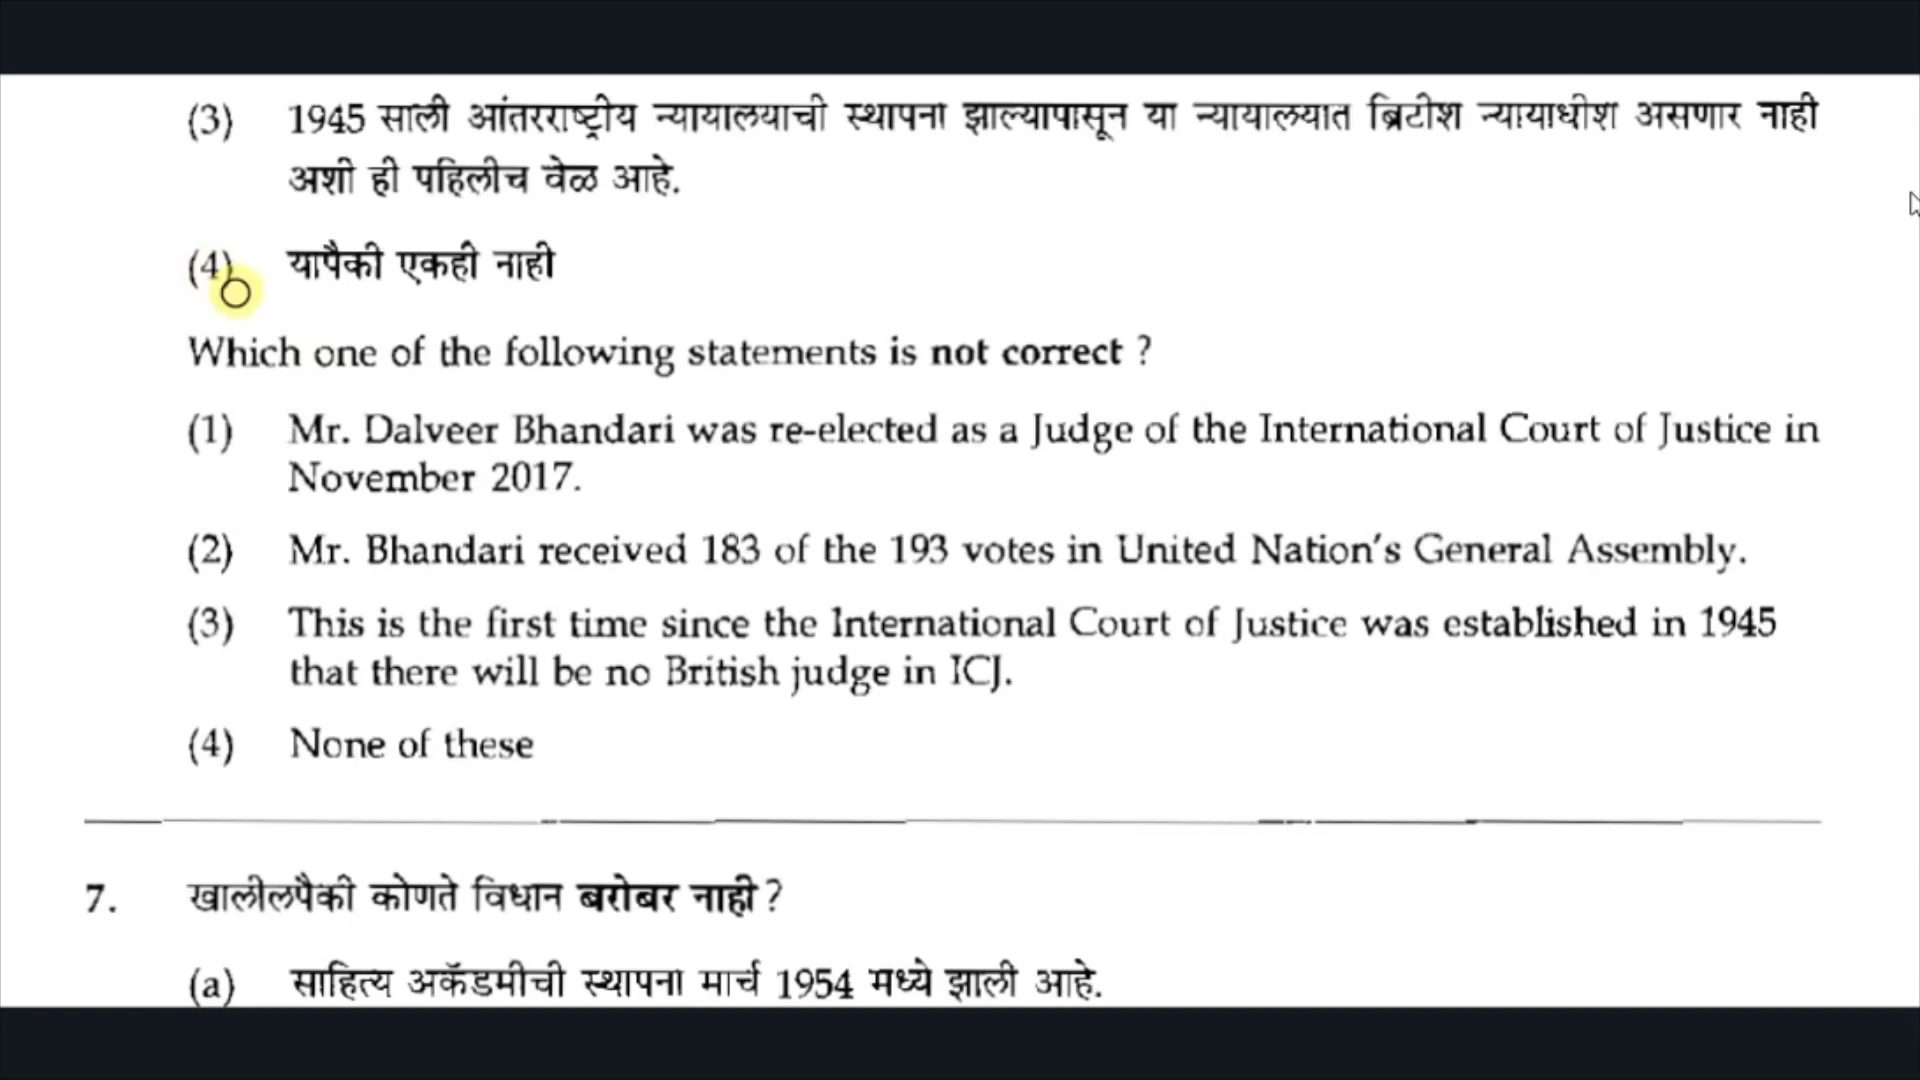 (3) 1945 साली आंतरराष्ट्रीय न्यायालयाची स्थापना झाल्यापासून या न्यायालयात ब्रिटीश न्यायाधीश असणार नाही
अशी ही पहिलीच वेळ आहे.
(4) यापैकी एकही नाही
Which one of the following statements is not correct ?
(1) Mr. Dalveer Bhandari was re-elected as a Judge of the International Court of Justice in
November 2017.
(2) Mr. Bhandari received 183 of the 193 votes in United Nation's General Assembly.
(3) This is the first time since the International Court of Justice was established in 1945
that there will be no British judge in ICJ.
(4) None of these
7. खालीलपैकी कोणते विधान बरोबर नाही ?
(a) साहित्य अकॅडमीची स्थापना मार्च 1954 मध्ये झाली आहे.